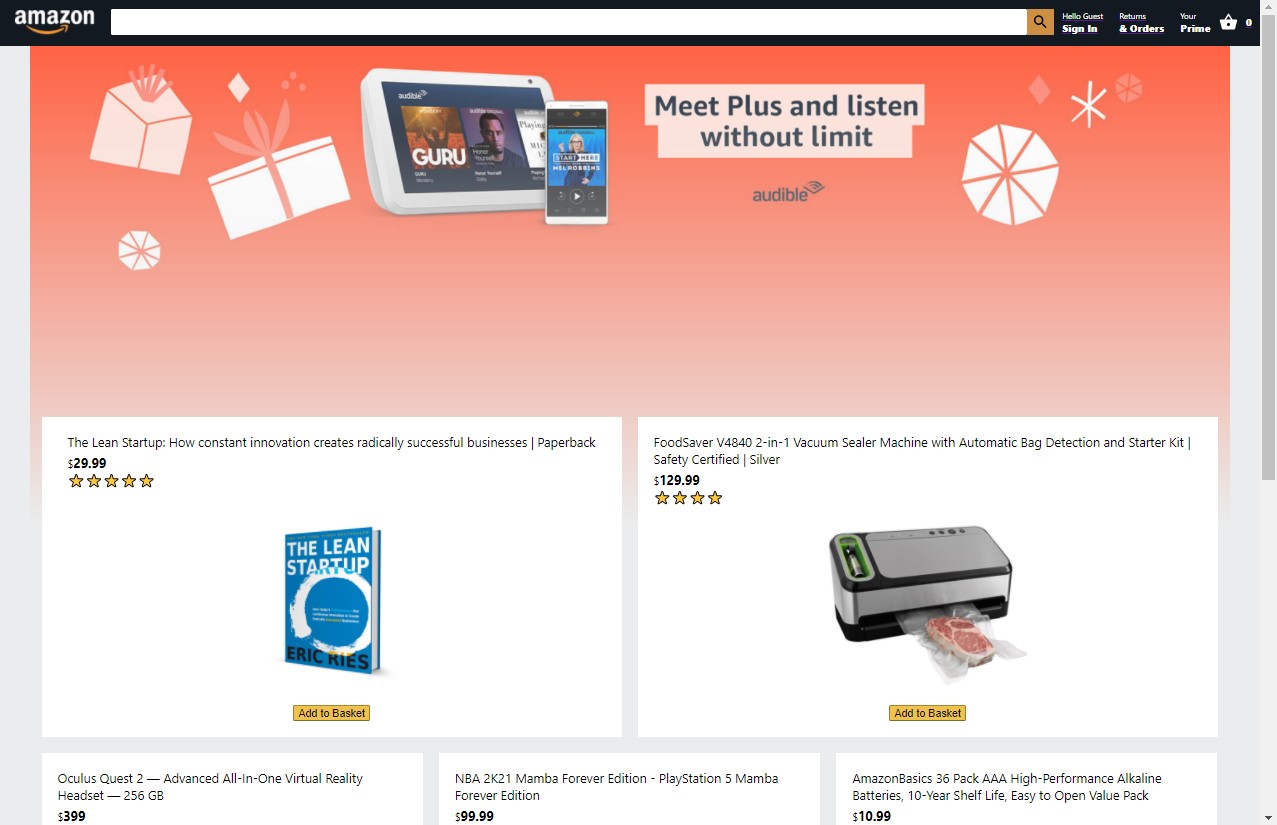 amazon
Hello Guest
Sign In
Returns
& Orders
Your
Prime
0
Meet Plus and listen
without limit
audible
audible
GURU
Honor
Yourself
Playing
START HERE
MEL ROBBINS
The Lean Startup: How constant innovation creates radically successful businesses | Paperback
$29.99
THE LEAN
STARTUP
ERIC RIES
Add to Basket
FoodSaver V4840 2-in-1 Vacuum Sealer Machine with Automatic Bag Detection and Starter Kit |
Safety Certified | Silver
$129.99
Add to Basket
Oculus Quest 2 — Advanced All-In-One Virtual Reality
Headset — 256 GB
$399
NBA 2K21 Mamba Forever Edition - PlayStation 5 Mamba
Forever Edition
$99.99
AmazonBasics 36 Pack AAA High-Performance Alkaline
Batteries, 10-Year Shelf Life, Easy to Open Value Pack
$10.99